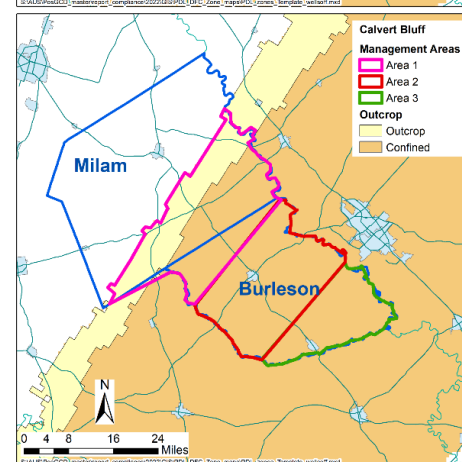 Calvert Bluff
Management Areas
Area 1
Area 2
Area 3
Outcrop
Outcrop
Confined
Milam
Burleson
N
0 4 8 16 24
Miles